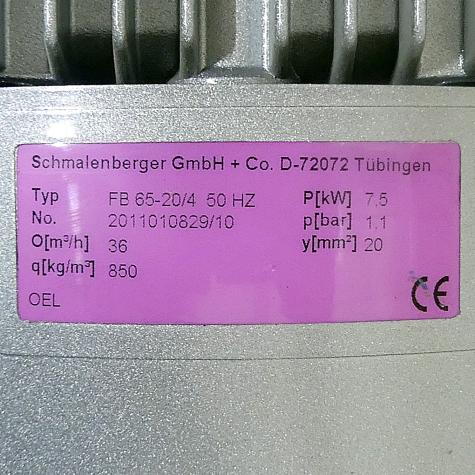 Schmalenberger GmbH + Co. D-72072 Tübingen
Typ FB 65-20/4 50 HZ P[kW] 7,5
No. 2011010829/10 p[bar] 1,1
Q[m³/h] 36 y[mm²] 20
q[kg/m³] 850
OEL CE